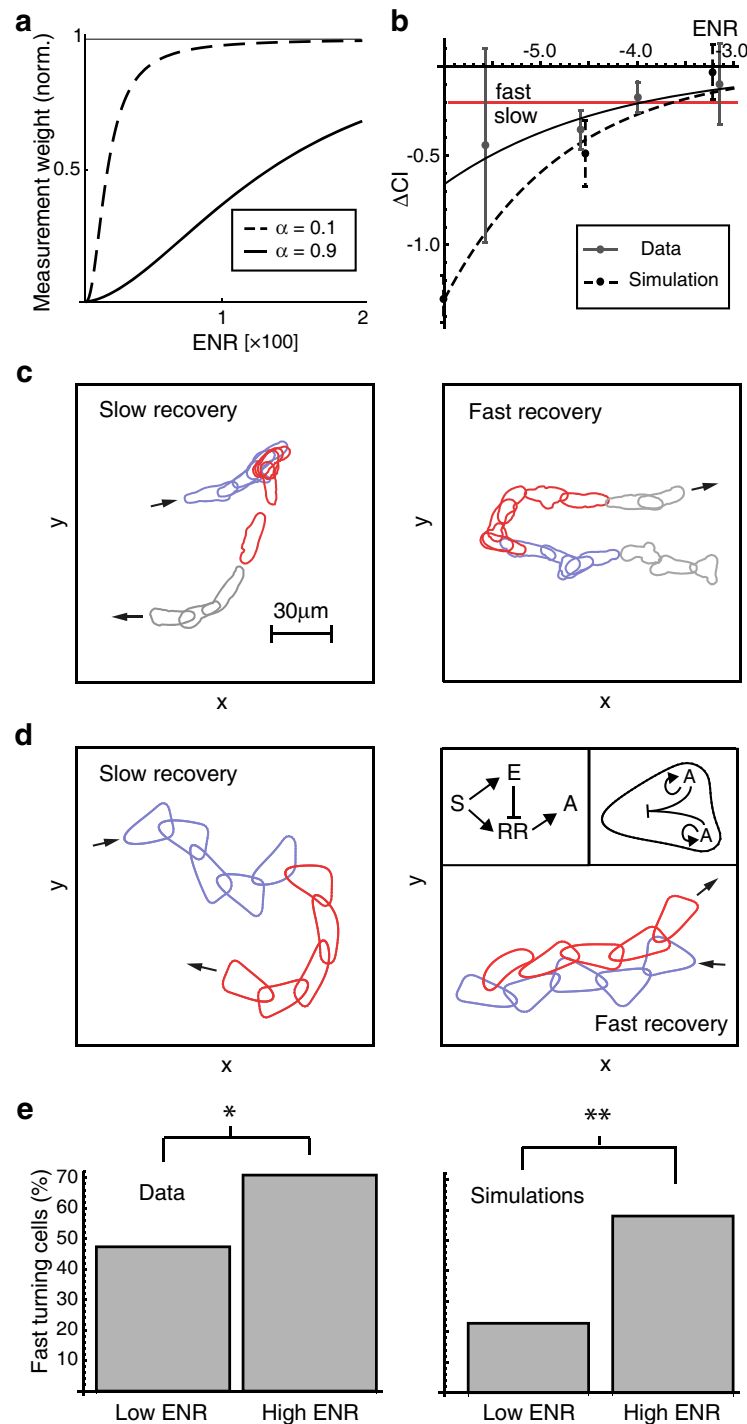 a
Measurement weight (norm.)
1
0.5
α = 0.1
α = 0.9
1
2
ENR [×100]
b
ENR
-5.0
-4.0
-3.0
fast
slow
-0.5
-1.0
ΔCI
Data
Simulation
c
Slow recovery
y
30μm
x
Fast recovery
y
x
d
Slow recovery
y
x
S
E
RR
A
A
A
y
Fast recovery
x
e
*
Fast turning cells (%)
70
60
50
40
30
20
10
Data
Low ENR
High ENR
**
Simulations
Low ENR
High ENR